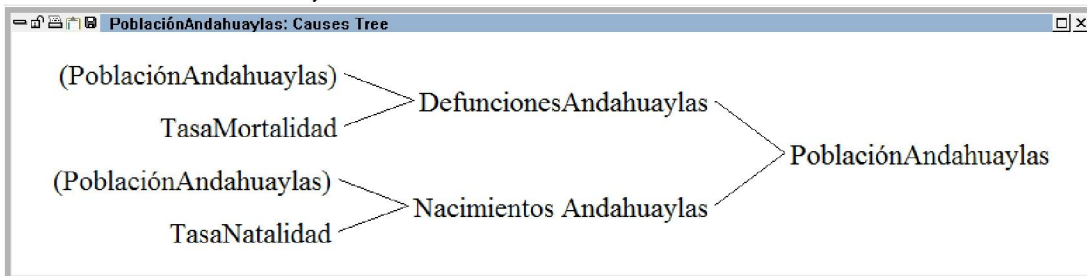 PoblaciónAndahuaylas: Causes Tree
(PoblaciónAndahuaylas)
TasaMortalidad
DefuncionesAndahuaylas
(PoblaciónAndahuaylas)
TasaNatalidad
Nacimientos Andahuaylas
PoblaciónAndahuaylas